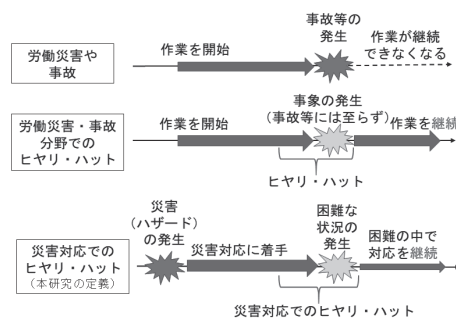 労働災害や
事故
作業を開始
事故等の
発生
作業が継続
できなくなる
労働災害・事故
分野での
ヒヤリ・ハット
作業を開始
事象の発生
（事故等には至らず）
作業を継続
ヒヤリ・ハット
災害対応での
ヒヤリ・ハット
（本研究の定義）
災害
（ハザード）
の発生
災害対応に着手
困難な
状況の
発生
困難の中で
対応を継続
災害対応でのヒヤリ・ハット